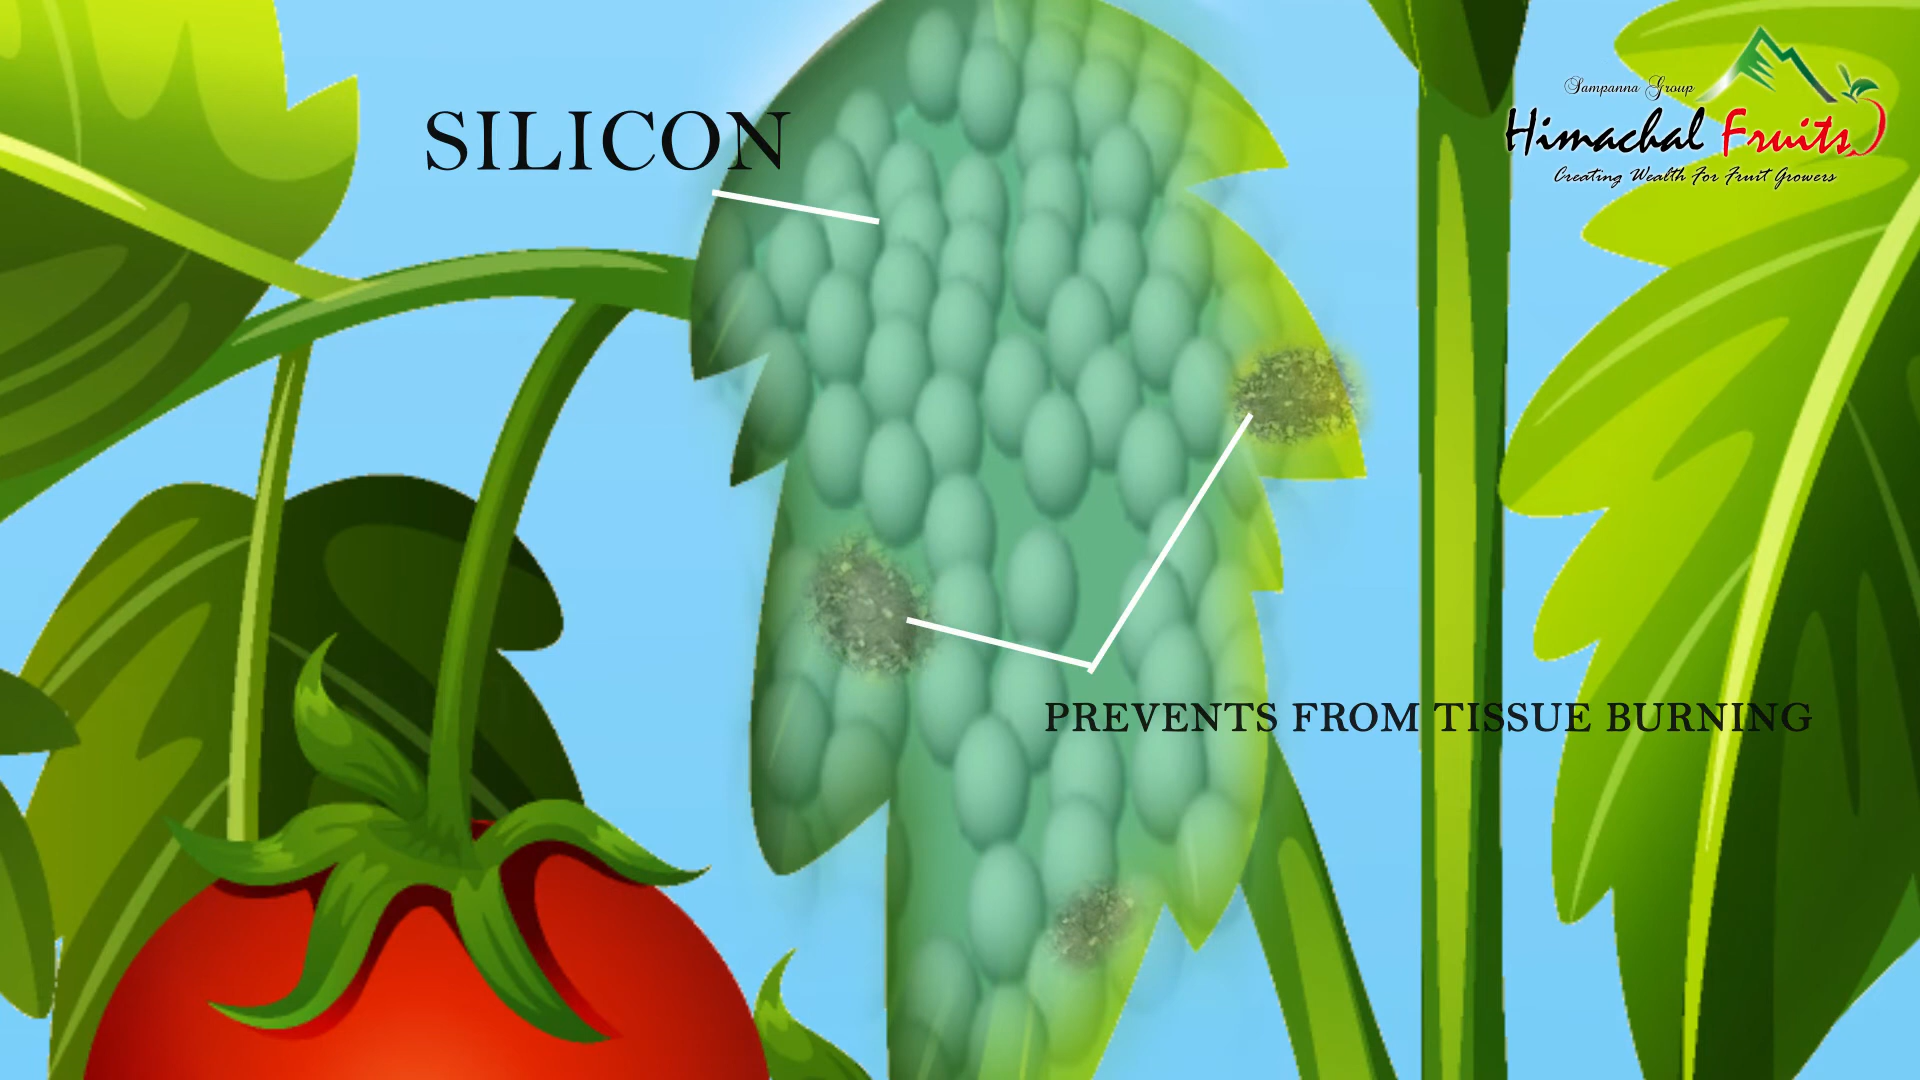 SILICON
Sampanna Group
Himachal Fruits
Creating Wealth For Fruit Growers
PREVENTS FROM TISSUE BURNING